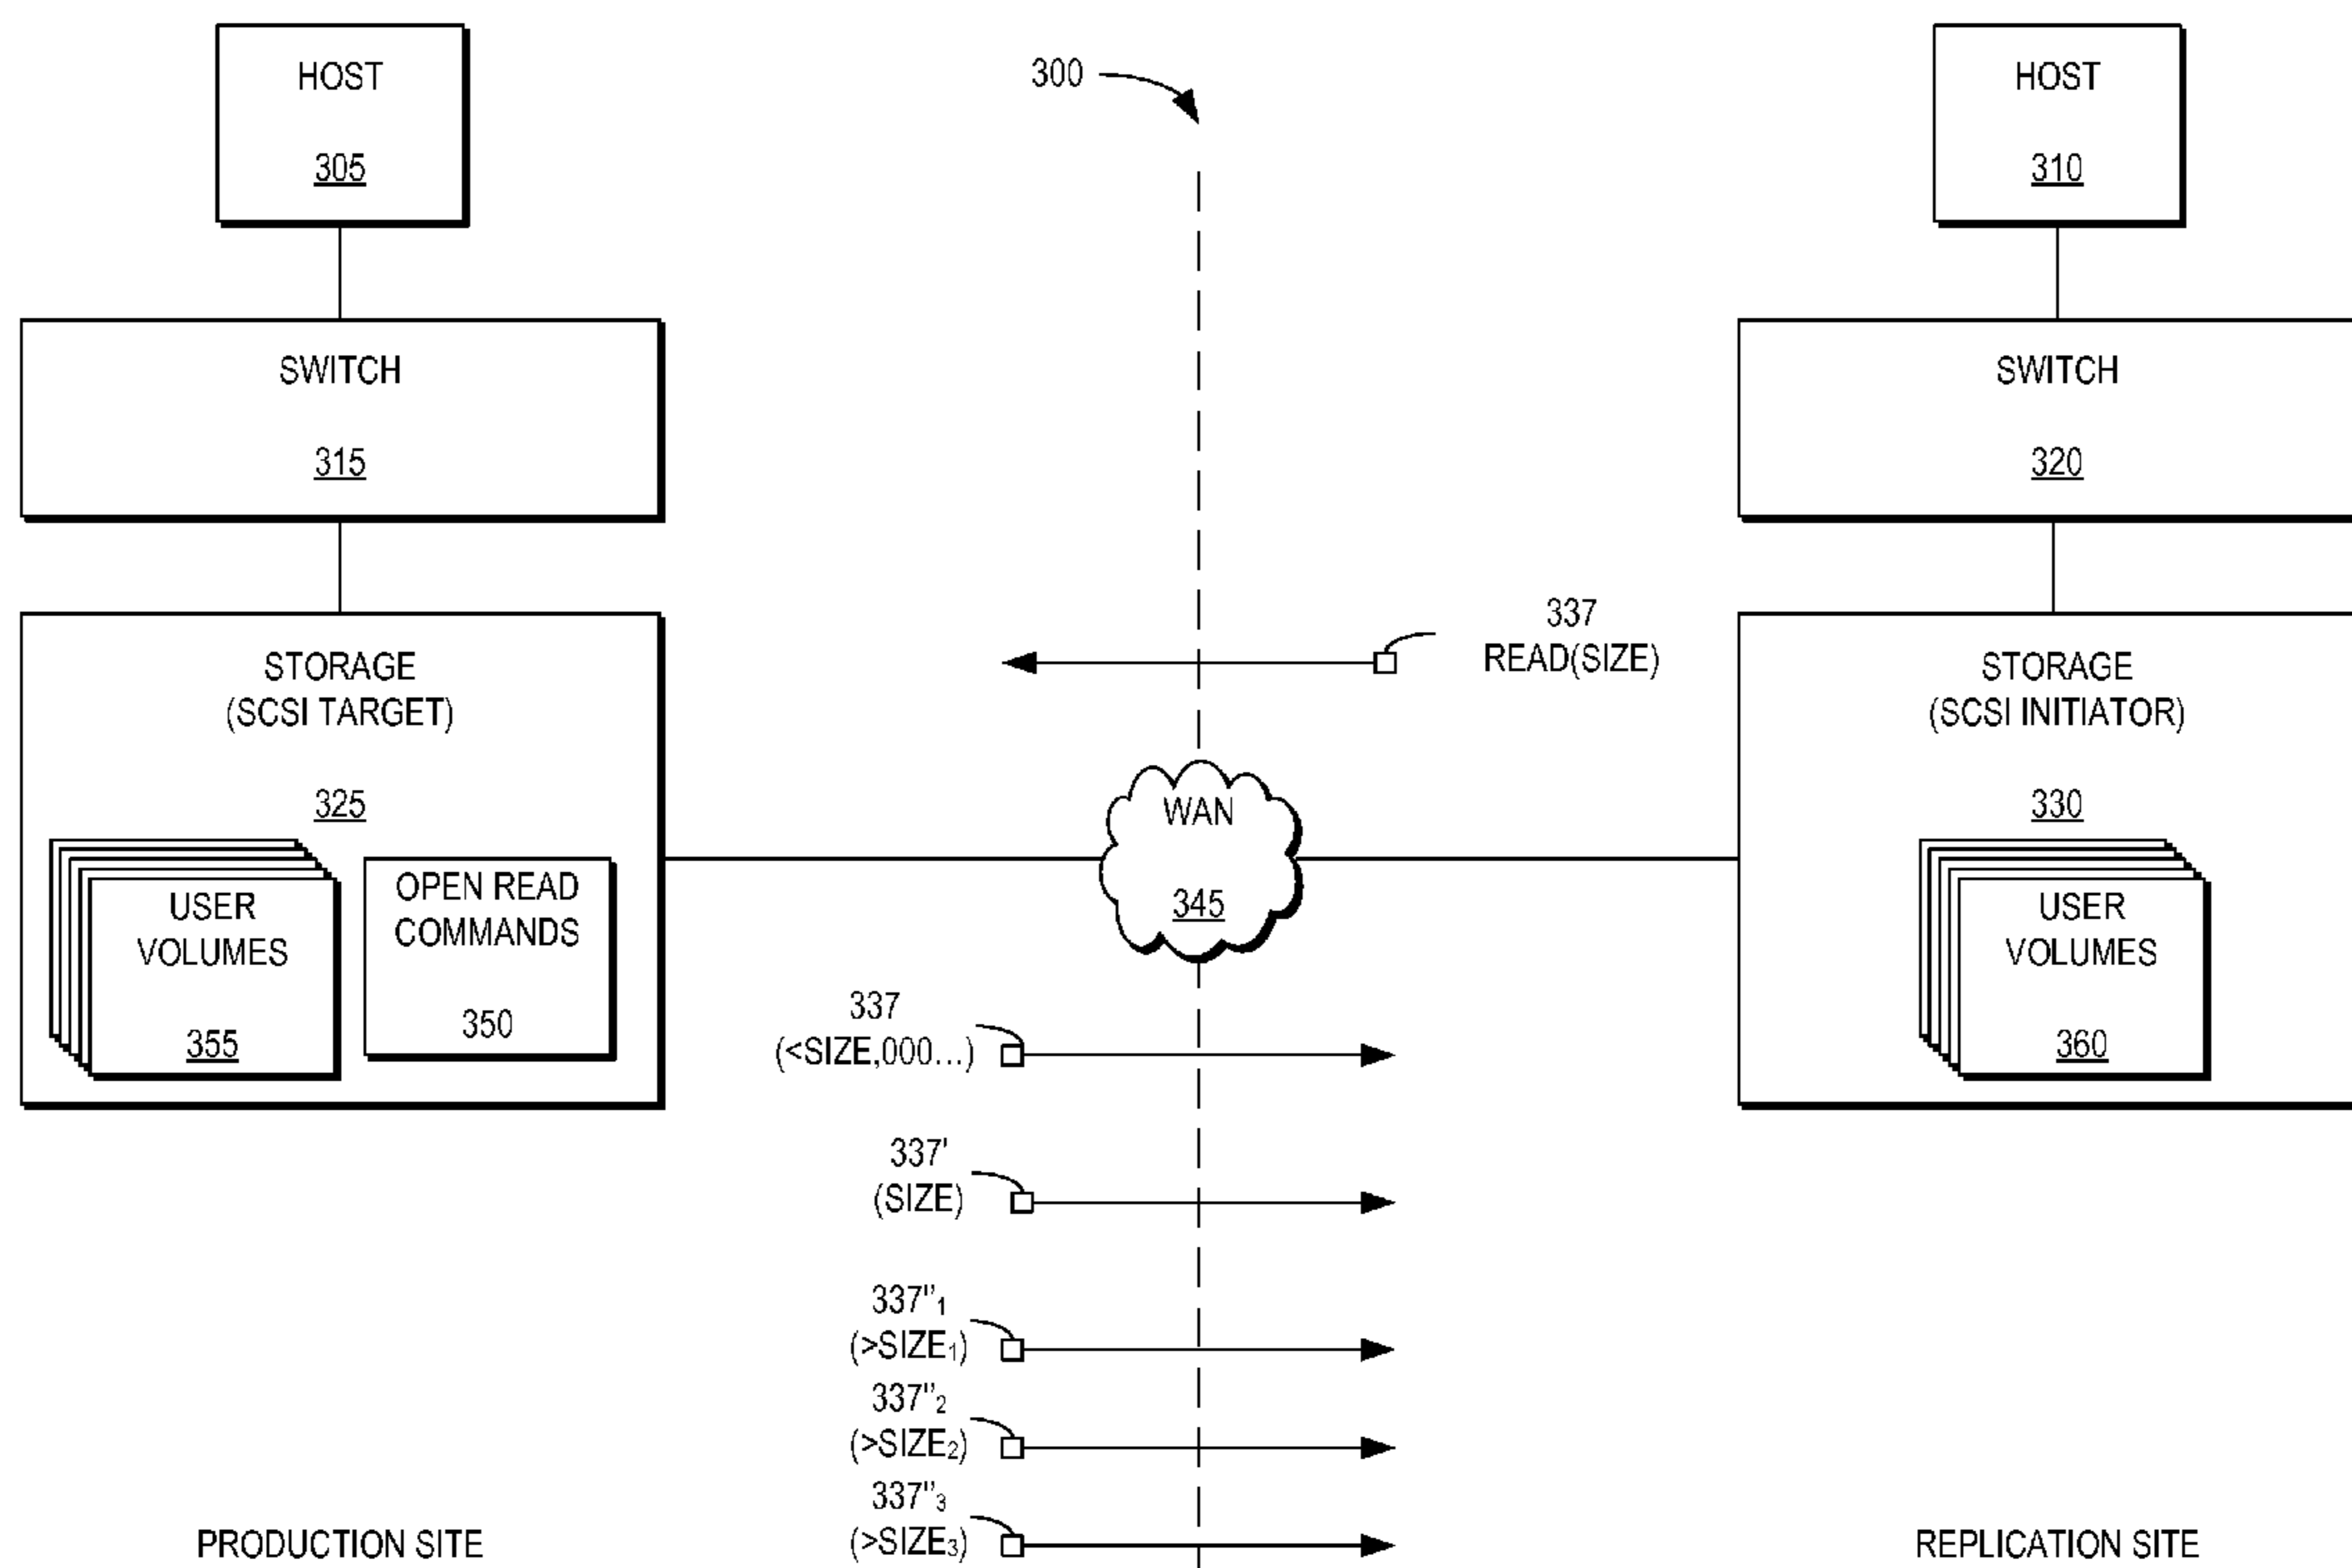 HOST
305
300
HOST
310
SWITCH
315
SWITCH
320
337
READ(SIZE)
STORAGE
(SCSI TARGET)
325
STORAGE
(SCSI INITIATOR)
330
WAN
345
USER
VOLUMES
355
OPEN READ
COMMANDS
350
USER
VOLUMES
360
337
(<SIZE,000...)
337'
(SIZE)
337"₁
(>SIZE₁)
337"₂
(>SIZE₂)
337"₃
(>SIZE₃)
PRODUCTION SITE
REPLICATION SITE